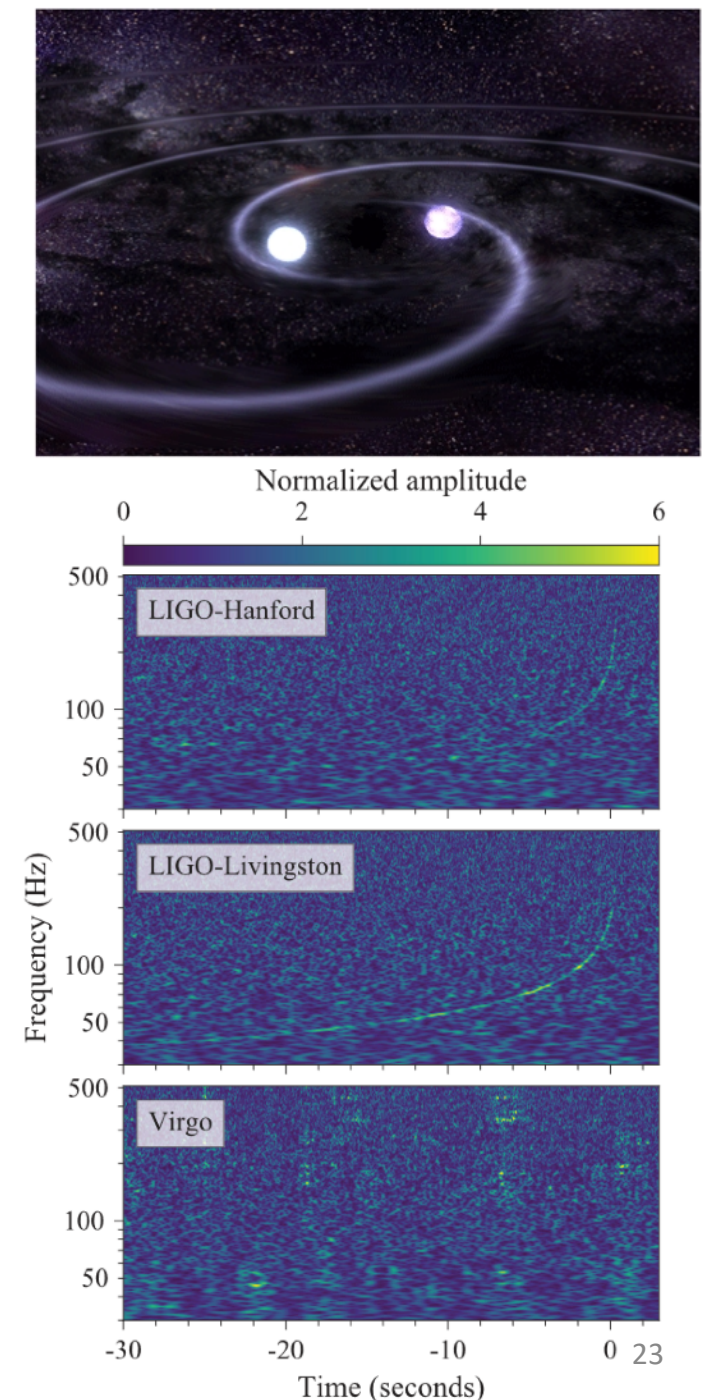 Normalized amplitude
0 2 4 6
500
LIGO-Hanford
100
50
500
LIGO-Livingston
100
50
Frequency (Hz)
500
Virgo
100
50
-30 -20 -10 0 23
Time (seconds)